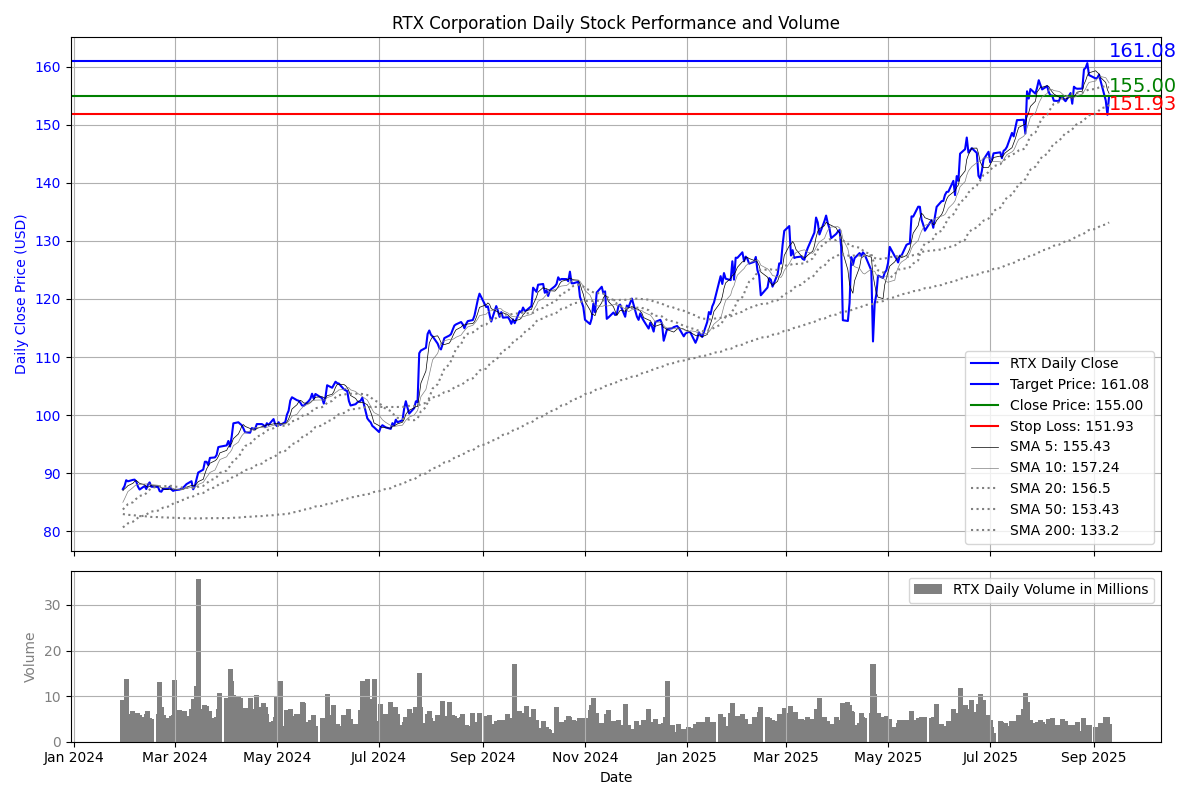 RTX Corporation Daily Stock Performance and Volume
161.08
160
155.00
151.93
150
140
130
120
110
100
90
80
Daily Close Price (USD)
RTX Daily Close
Target Price: 161.08
Close Price: 155.00
Stop Loss: 151.93
SMA 5: 155.43
SMA 10: 157.24
SMA 20: 156.5
SMA 50: 153.43
SMA 200: 133.2
RTX Daily Volume in Millions
30
20
10
0
Volume
Jan 2024 Mar 2024 May 2024 Jul 2024 Sep 2024 Nov 2024 Jan 2025 Mar 2025 May 2025 Jul 2025 Sep 2025
Date